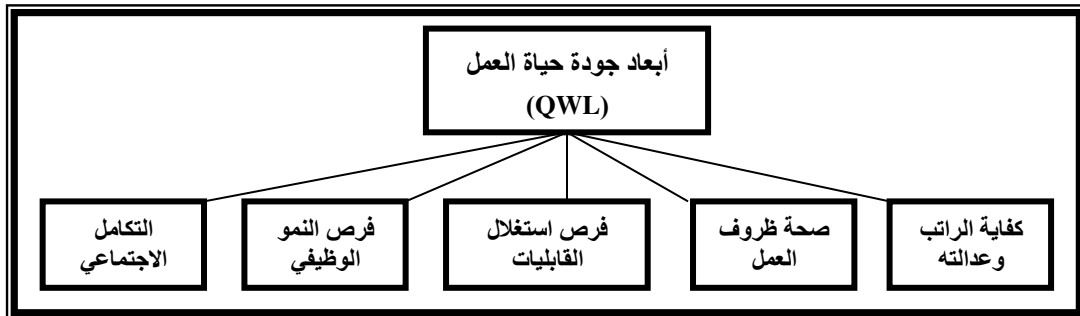 أبعاد جودة حياة العمل
(QWL)
كفاية الراتب
وعدالته
صحة ظروف
العمل
فرص استغلال
القابليات
فرص النمو
الوظيفي
التكامل
الاجتماعي